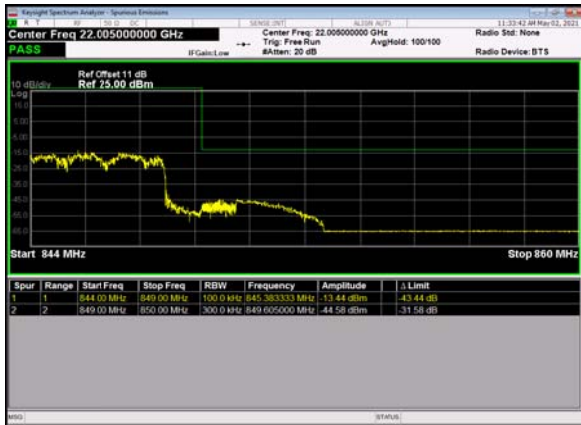 Keysight Spectrum Analyzer - Spurious Emissions
R T RF 50 Ω DC SENSE:INT ALIGN AUTO 11:33:42 AM May 02, 2021
Center Freq 22.005000000 GHz Center Freq: 22.005000000 GHz Radio Std: None
Trig: Free Run AvgHold: 100/100
PASS IFGain:Low #Atten: 20 dB Radio Device: BTS
Ref Offset 11 dB
10 dB/div Ref 25.00 dBm
Log
15.0
5.00
Start 844 MHz Stop 860 MHz
Spur Range Start Freq Stop Freq RBW Frequency Amplitude Δ Limit
1 1 844.00 MHz 849.00 MHz 100.0 kHz 845.383333 MHz -13.44 dBm -43.44 dB
2 2 849.00 MHz 850.00 MHz 300.0 kHz 849.605000 MHz -44.58 dBm -31.58 dB
MSG STATUS